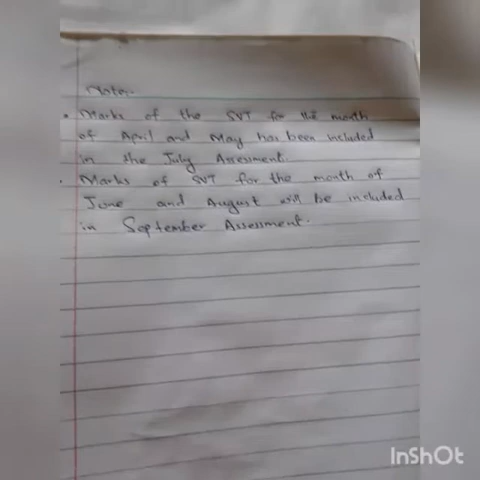 Note:-
• Marks of the SVT for the month
of April and May has been included
in the July Assessment.
• Marks of SVT for the month of
June and August will be included
in September Assessment.
InShOt